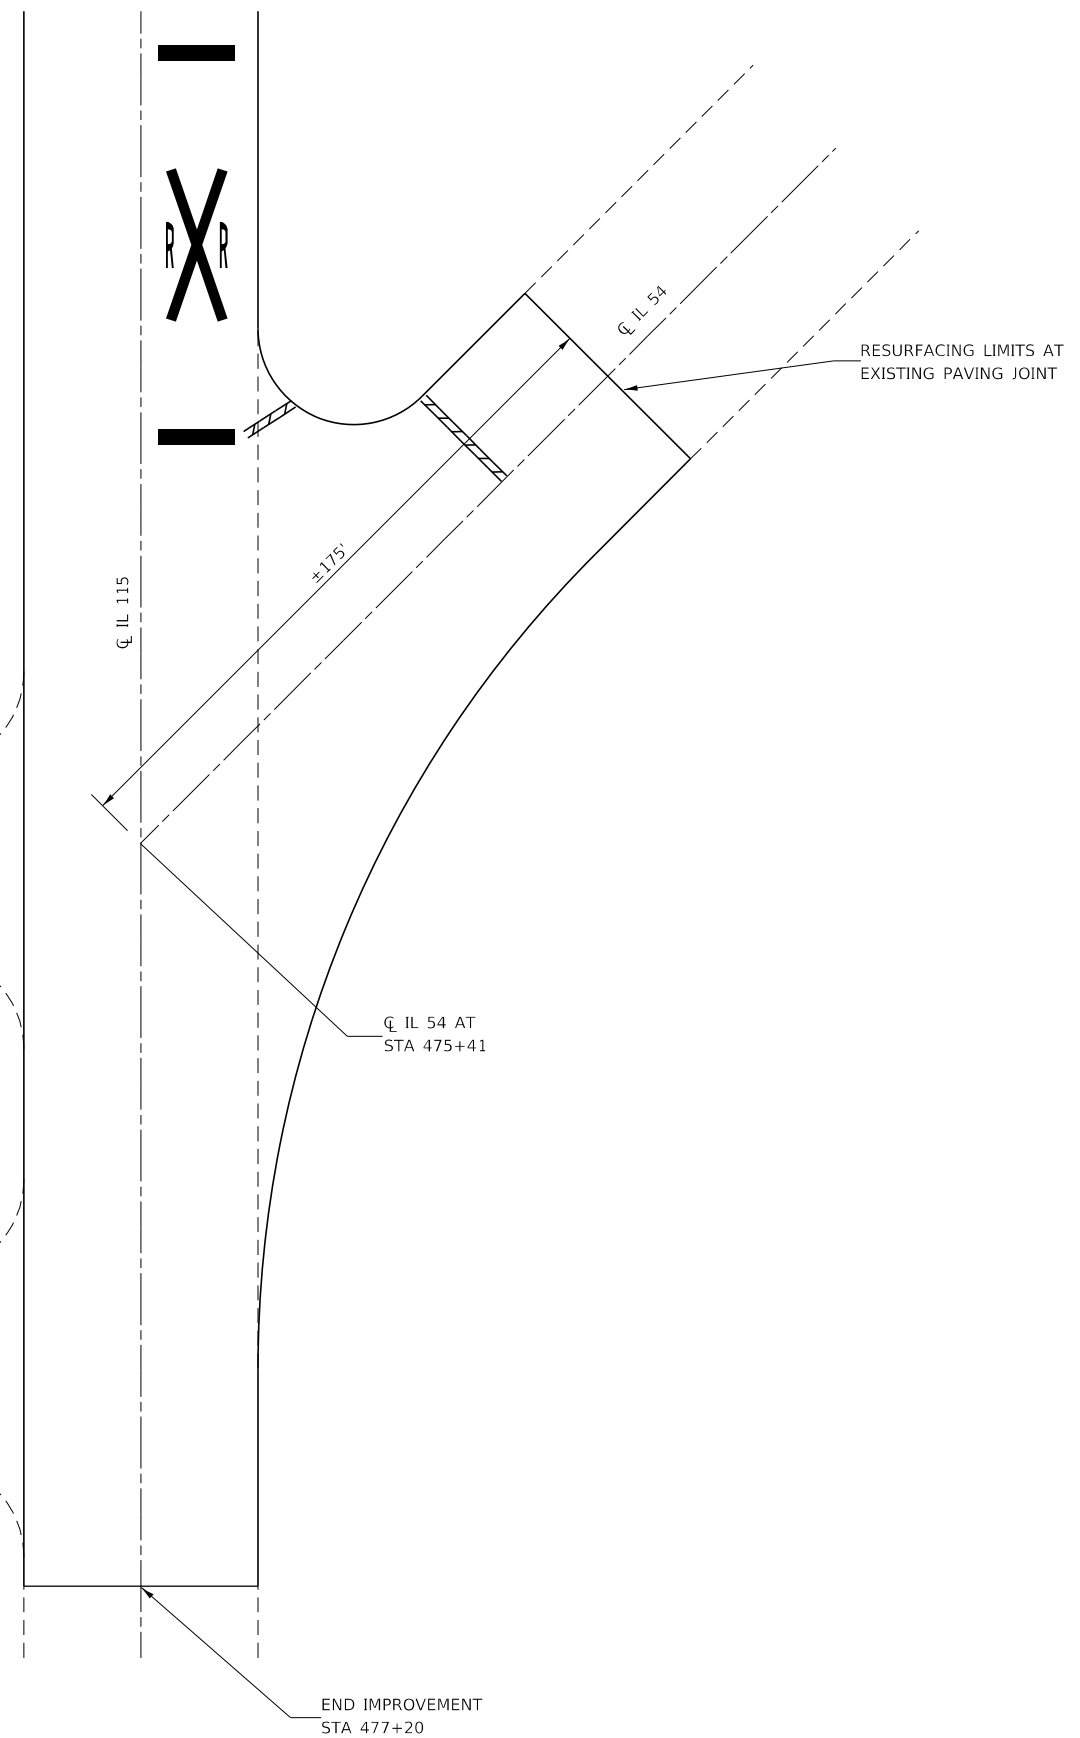 R R
℄ IL 54
RESURFACING LIMITS AT
EXISTING PAVING JOINT
±175'
℄ IL 115
℄ IL 54 AT
STA 475+41
END IMPROVEMENT
STA 477+20